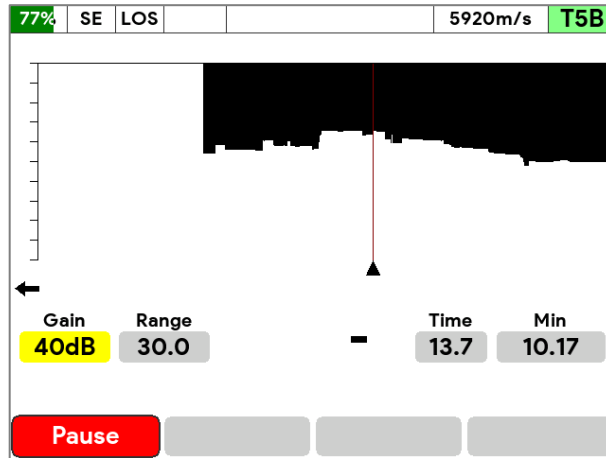 77% SE LOS 5920m/s T5B
Gain Range Time Min
40dB 30.0 - 13.7 10.17
Pause